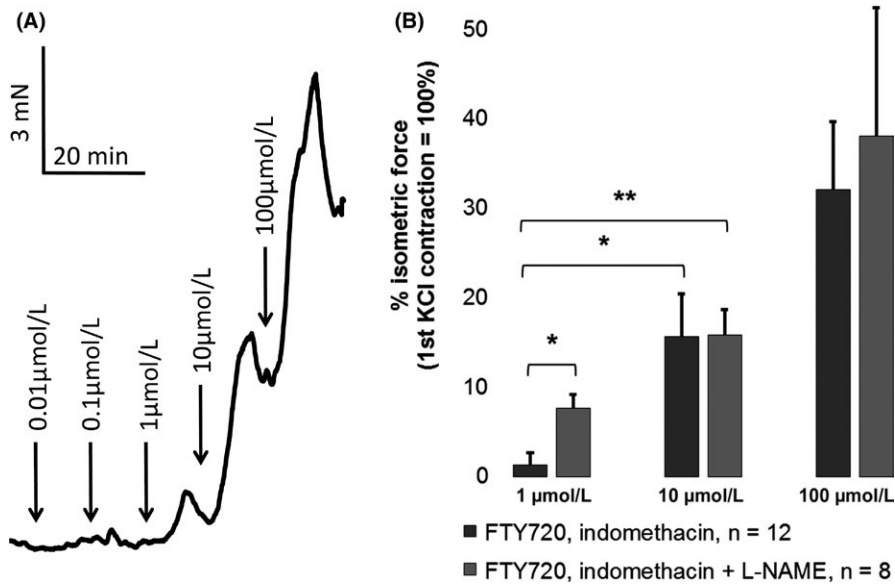 (A)
3 mN
20 min
0.01µmol/L
0.1µmol/L
1µmol/L
10µmol/L
100µmol/L
(B)
% isometric force
(1st KCl contraction = 100%)
50
40
30
20
10
0
**
*
*
1 µmol/L
10 µmol/L
100 µmol/L
FTY720, indomethacin, n = 12
FTY720, indomethacin + L-NAME, n = 8